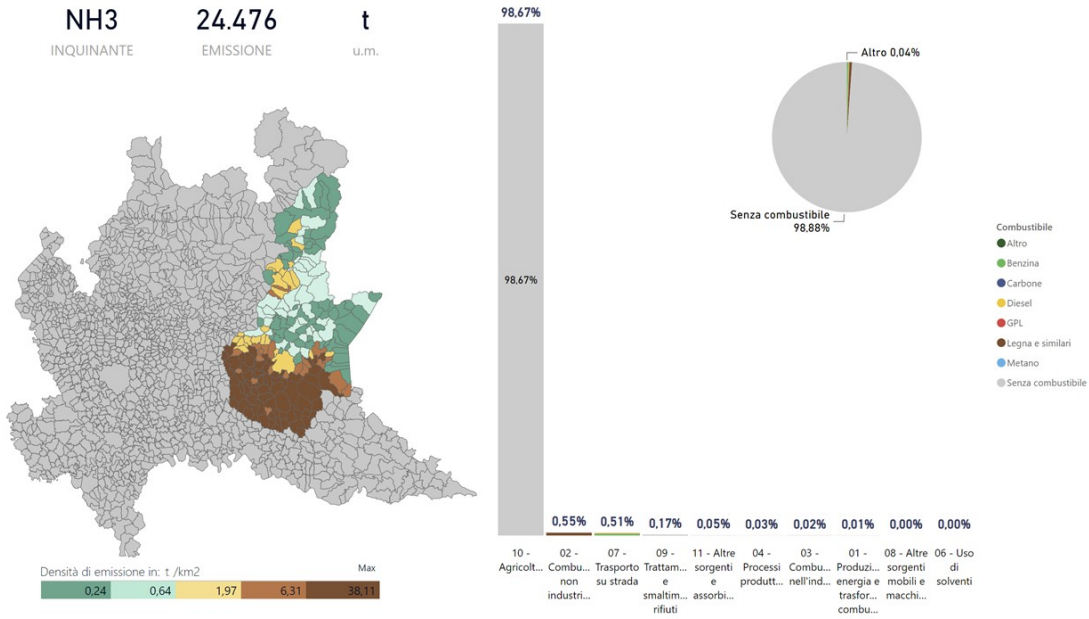 NH3
24.476
t
INQUINANTE
EMISSIONE
u.m.
Densità di emissione in: t /km2
Max
0,24
0,64
1,97
6,31
38,11
98,67%
98,67%
0,55%
0,51%
0,17%
0,05%
0,03%
0,02%
0,01%
0,00%
0,00%
10 -
Agricolt...
02 -
Combu...
non
industri...
07 -
Trasporto
su strada
09 -
Trattam...
e
smaltim...
rifiuti
11 - Altre
sorgenti
e
assorbi...
04 -
Processi
produtt...
03 -
Combu...
nell'ind...
01 -
Produzi...
energia e
trasfor...
combu...
08 - Altre
sorgenti
mobili e
macchi...
06 - Uso
di
solventi
Altro 0,04%
Senza combustibile
98,88%
Combustibile
Altro
Benzina
Carbone
Diesel
GPL
Legna e similari
Metano
Senza combustibile